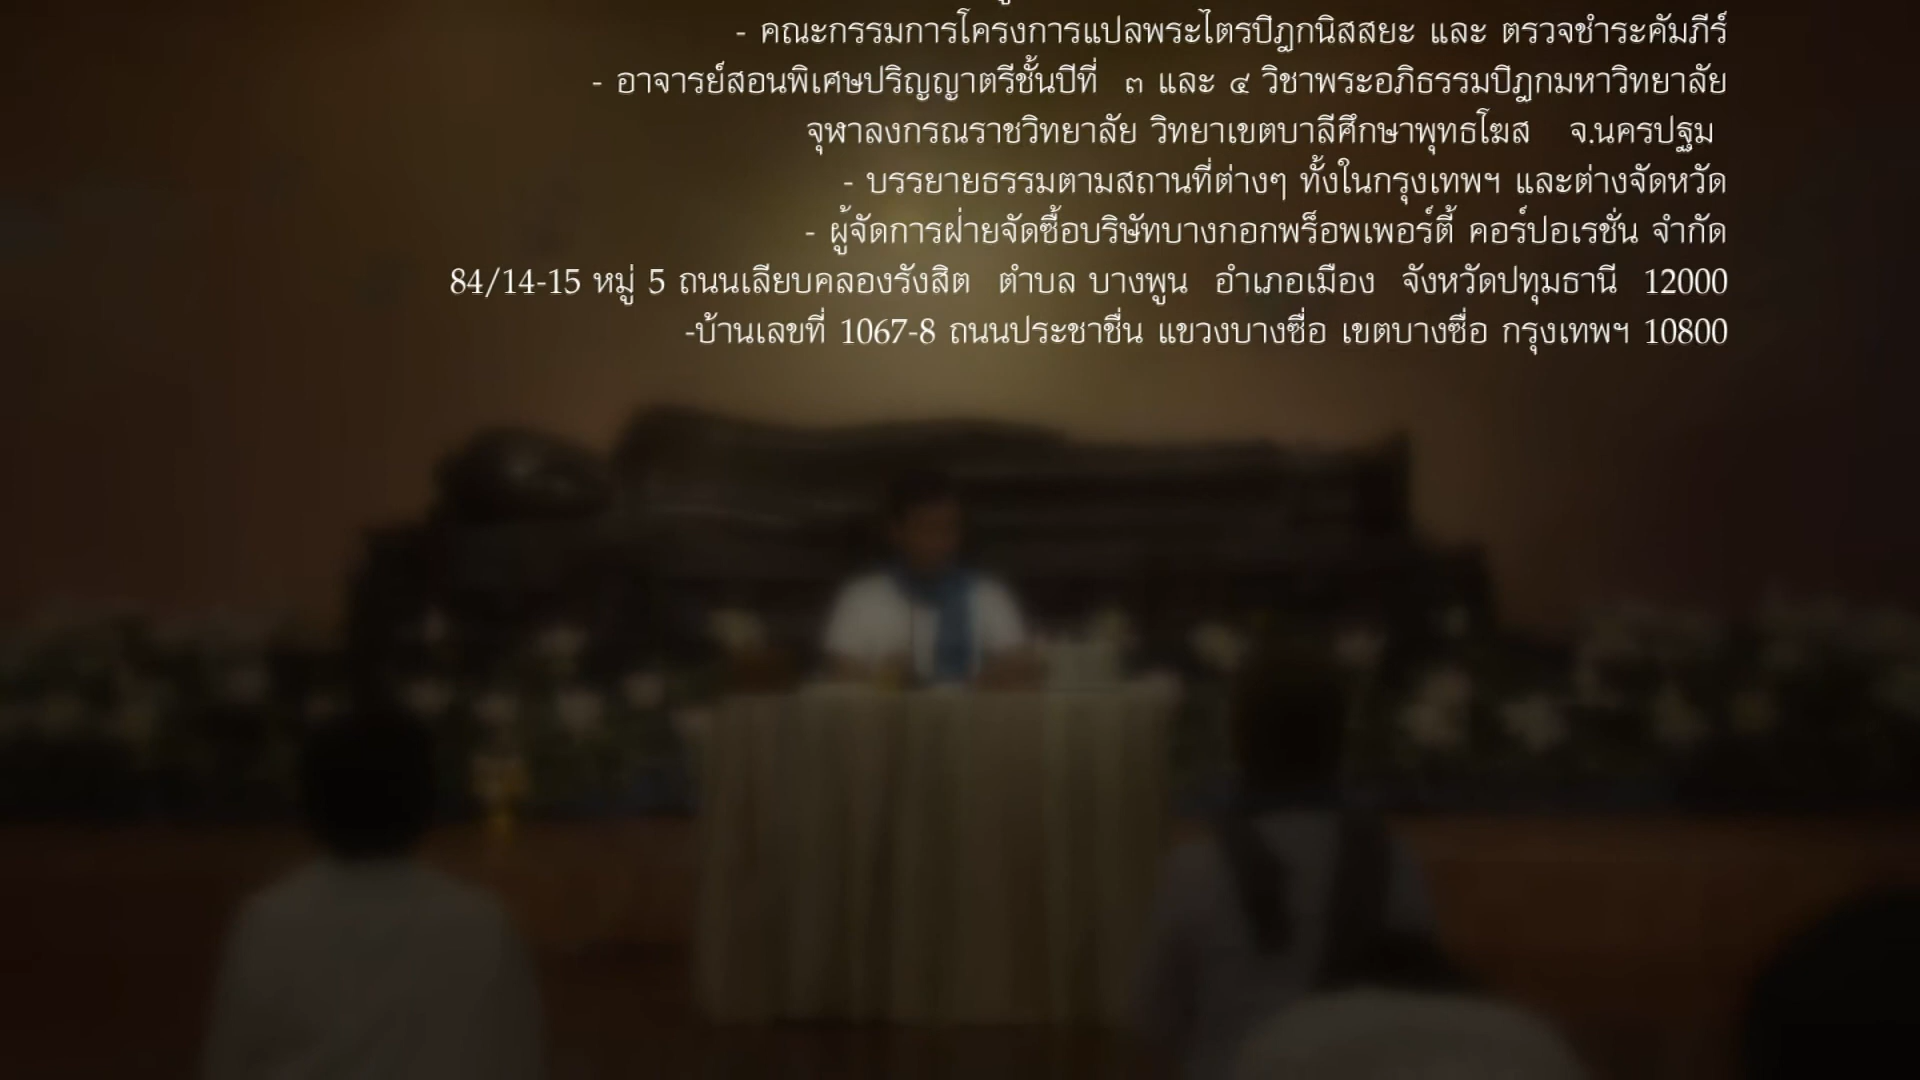 - คณะกรรมการโครงการแปลพระไตรปิฎกนิสสยะ และ ตรวจชำระคัมภีร์
- อาจารย์สอนพิเศษปริญญาตรีชั้นปีที่ ๓ และ ๔ วิชาพระอภิธรรมปิฎกมหาวิทยาลัย
จุฬาลงกรณราชวิทยาลัย วิทยาเขตบาลีศึกษาพุทธโฆส จ.นครปฐม
- บรรยายธรรมตามสถานที่ต่างๆ ทั้งในกรุงเทพฯ และต่างจัดหวัด
- ผู้จัดการฝ่ายจัดซื้อบริษัทบางกอกพร็อพเพอร์ตี้ คอร์ปอเรชั่น จำกัด
84/14-15 หมู่ 5 ถนนเลียบคลองรังสิต ตำบล บางพูน อำเภอเมือง จังหวัดปทุมธานี 12000
-บ้านเลขที่ 1067-8 ถนนประชาชื่น แขวงบางซื่อ เขตบางซื่อ กรุงเทพฯ 10800